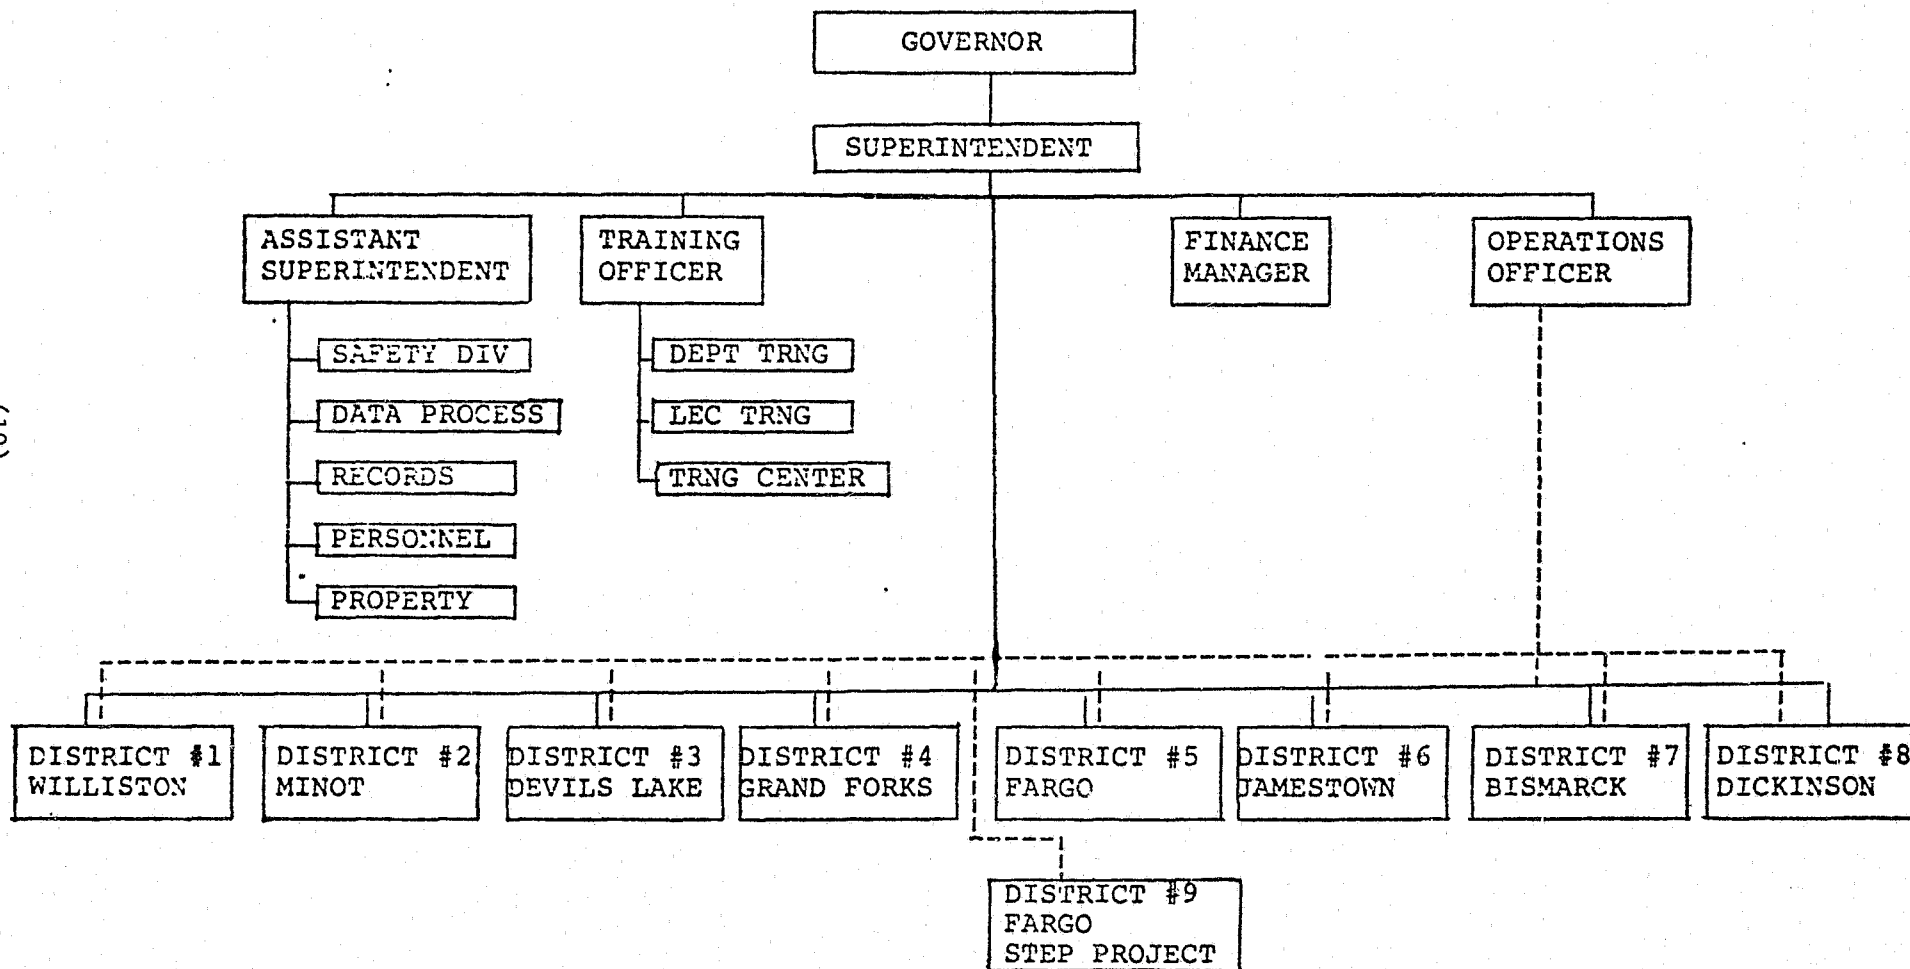 GOVERNOR
SUPERINTENDENT
ASSISTANT
SUPERINTENDENT
TRAINING
OFFICER
FINANCE
MANAGER
OPERATIONS
OFFICER
SAFETY DIV
DATA PROCESS
RECORDS
PERSONNEL
PROPERTY
DEPT TRNG
LEC TRNG
TRNG CENTER
DISTRICT #1
WILLISTON
DISTRICT #2
MINOT
DISTRICT #3
DEVILS LAKE
DISTRICT #4
GRAND FORKS
DISTRICT #5
FARGO
DISTRICT #6
JAMESTOWN
DISTRICT #7
BISMARCK
DISTRICT #8
DICKINSON
DISTRICT #9
FARGO
STEP PROJECT